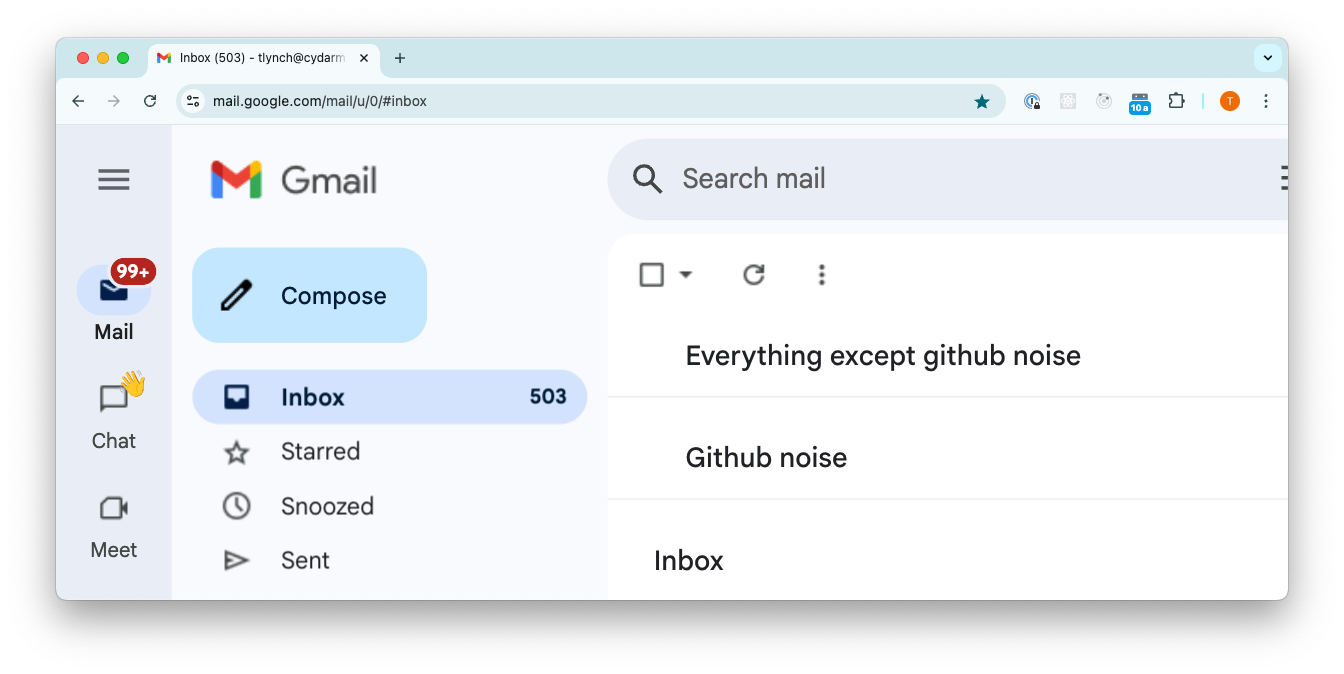 Inbox (503) - tlynch@cydarm
mail.google.com/mail/u/0/#inbox
10 a
T
Gmail
Search mail
99+
Mail
Compose
Everything except github noise
Inbox 503
Chat
Starred
Github noise
Snoozed
Meet
Sent
Inbox